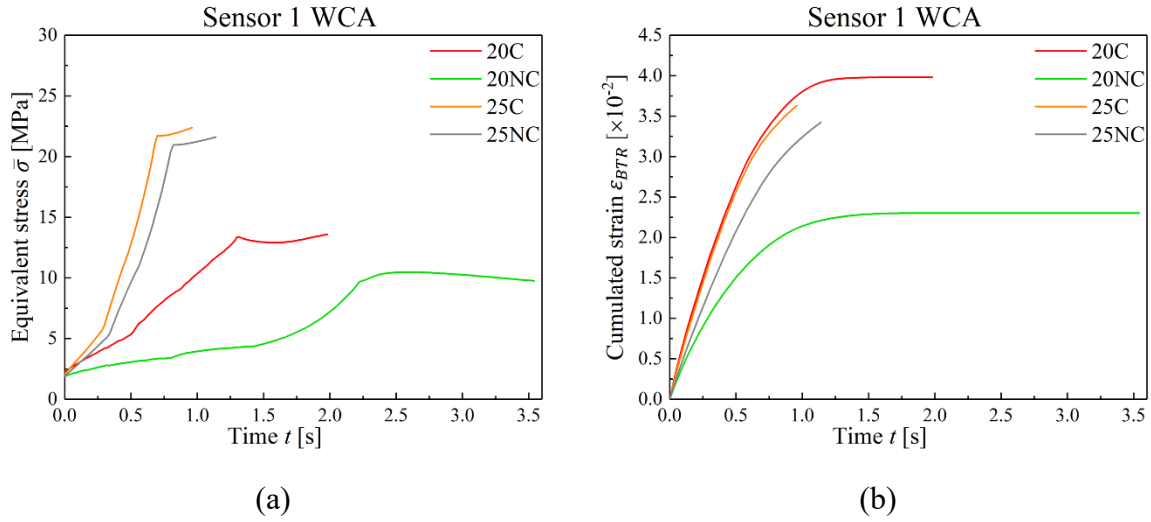 Sensor 1 WCA
30
25
20
15
10
5
0
Equivalent stress σ̄ [MPa]
20C
20NC
25C
25NC
0.0 0.5 1.0 1.5 2.0 2.5 3.0 3.5
Time t [s]
(a)
Sensor 1 WCA
4.5
4.0
3.5
3.0
2.5
2.0
1.5
1.0
0.5
0.0
Cumulated strain ε_BTR [×10⁻²]
20C
20NC
25C
25NC
0.0 0.5 1.0 1.5 2.0 2.5 3.0 3.5
Time t [s]
(b)